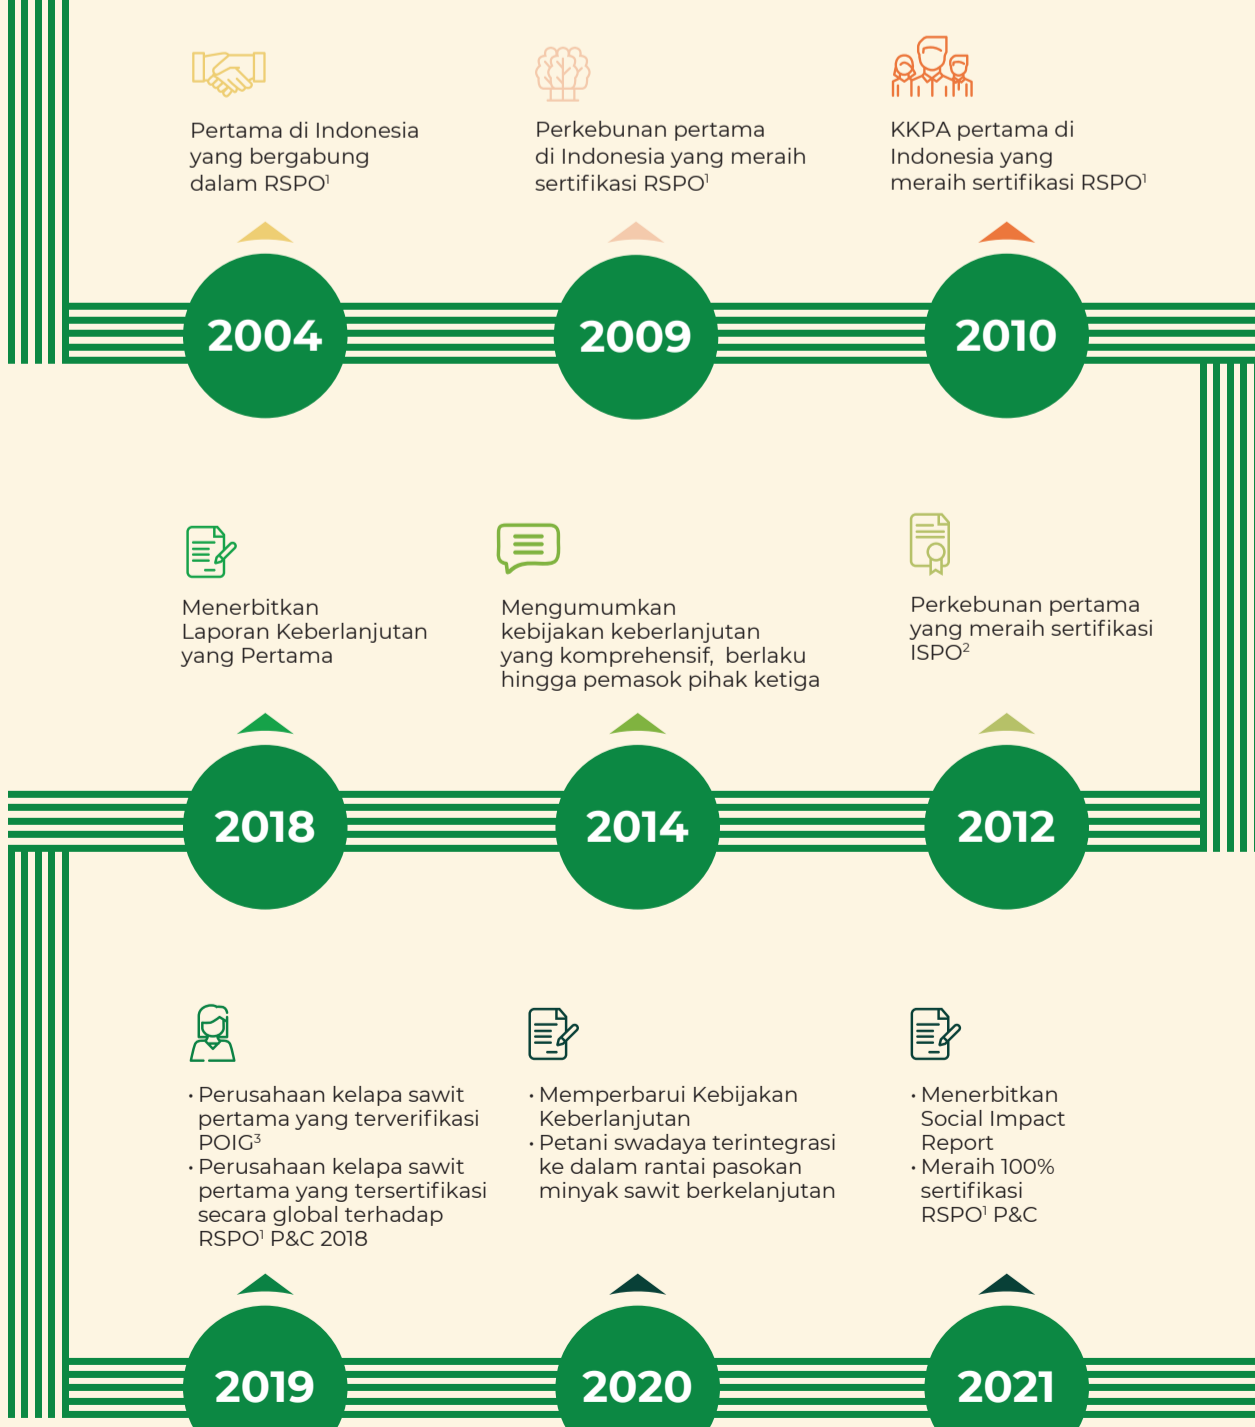 Pertama di Indonesia
yang bergabung
dalam RSPO¹
2004
Perkebunan pertama
di Indonesia yang meraih
sertifikasi RSPO¹
2009
KKPA pertama di
Indonesia yang
meraih sertifikasi RSPO¹
2010
Perkebunan pertama
yang meraih sertifikasi
ISPO²
2012
Mengumumkan
kebijakan keberlanjutan
yang komprehensif, berlaku
hingga pemasok pihak ketiga
2014
Menerbitkan
Laporan Keberlanjutan
yang Pertama
2018
• Perusahaan kelapa sawit
pertama yang terverifikasi
POIG³
• Perusahaan kelapa sawit
pertama yang tersertifikasi
secara global terhadap
RSPO¹ P&C 2018
2019
• Memperbarui Kebijakan
Keberlanjutan
• Petani swadaya terintegrasi
ke dalam rantai pasokan
minyak sawit berkelanjutan
2020
• Menerbitkan
Social Impact
Report
• Meraih 100%
sertifikasi
RSPO¹ P&C
2021